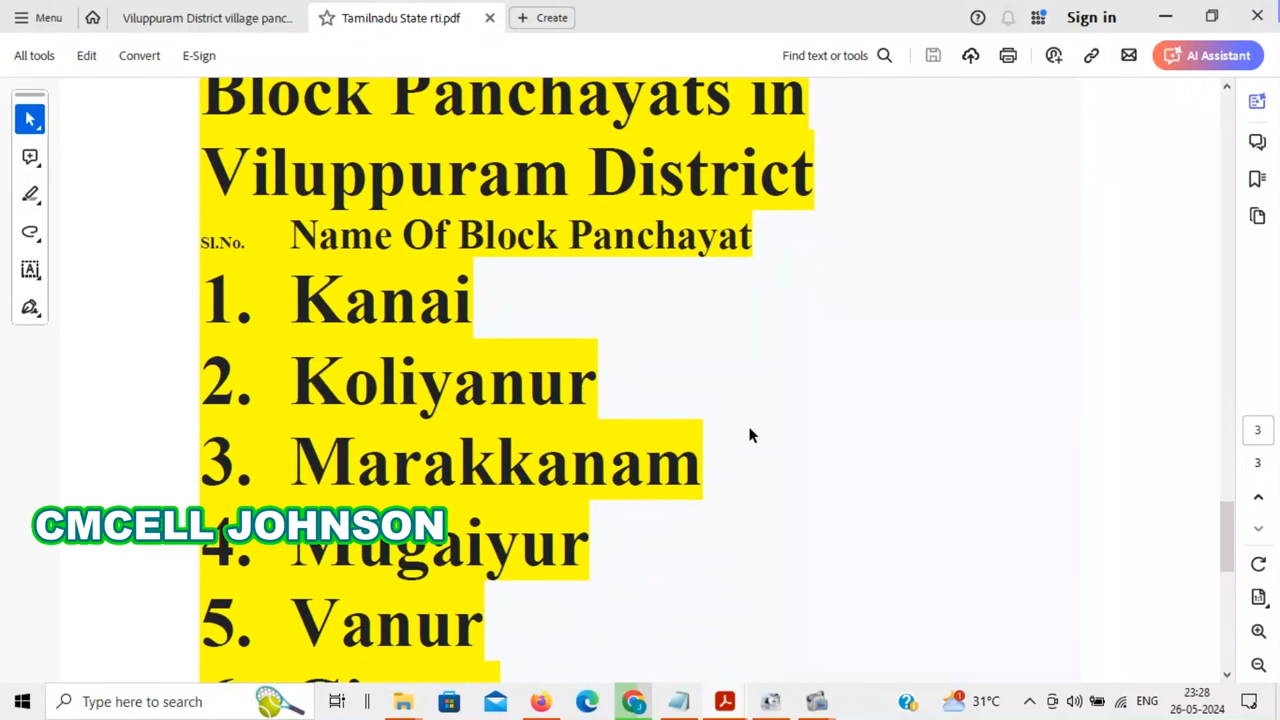 Menu
Viluppuram District village panc...
Tamilnadu State rti.pdf
Create
Sign in
All tools
Edit
Convert
E-Sign
Find text or tools
AI Assistant
Block Panchayats in
Viluppuram District
Sl.No. Name Of Block Panchayat
1. Kanai
2. Koliyanur
3. Marakkanam
CMCELL JOHNSON
4. Mugaiyur
5. Vanur
3
3
Type here to search
31°C
ENG
23:28
26-05-2024